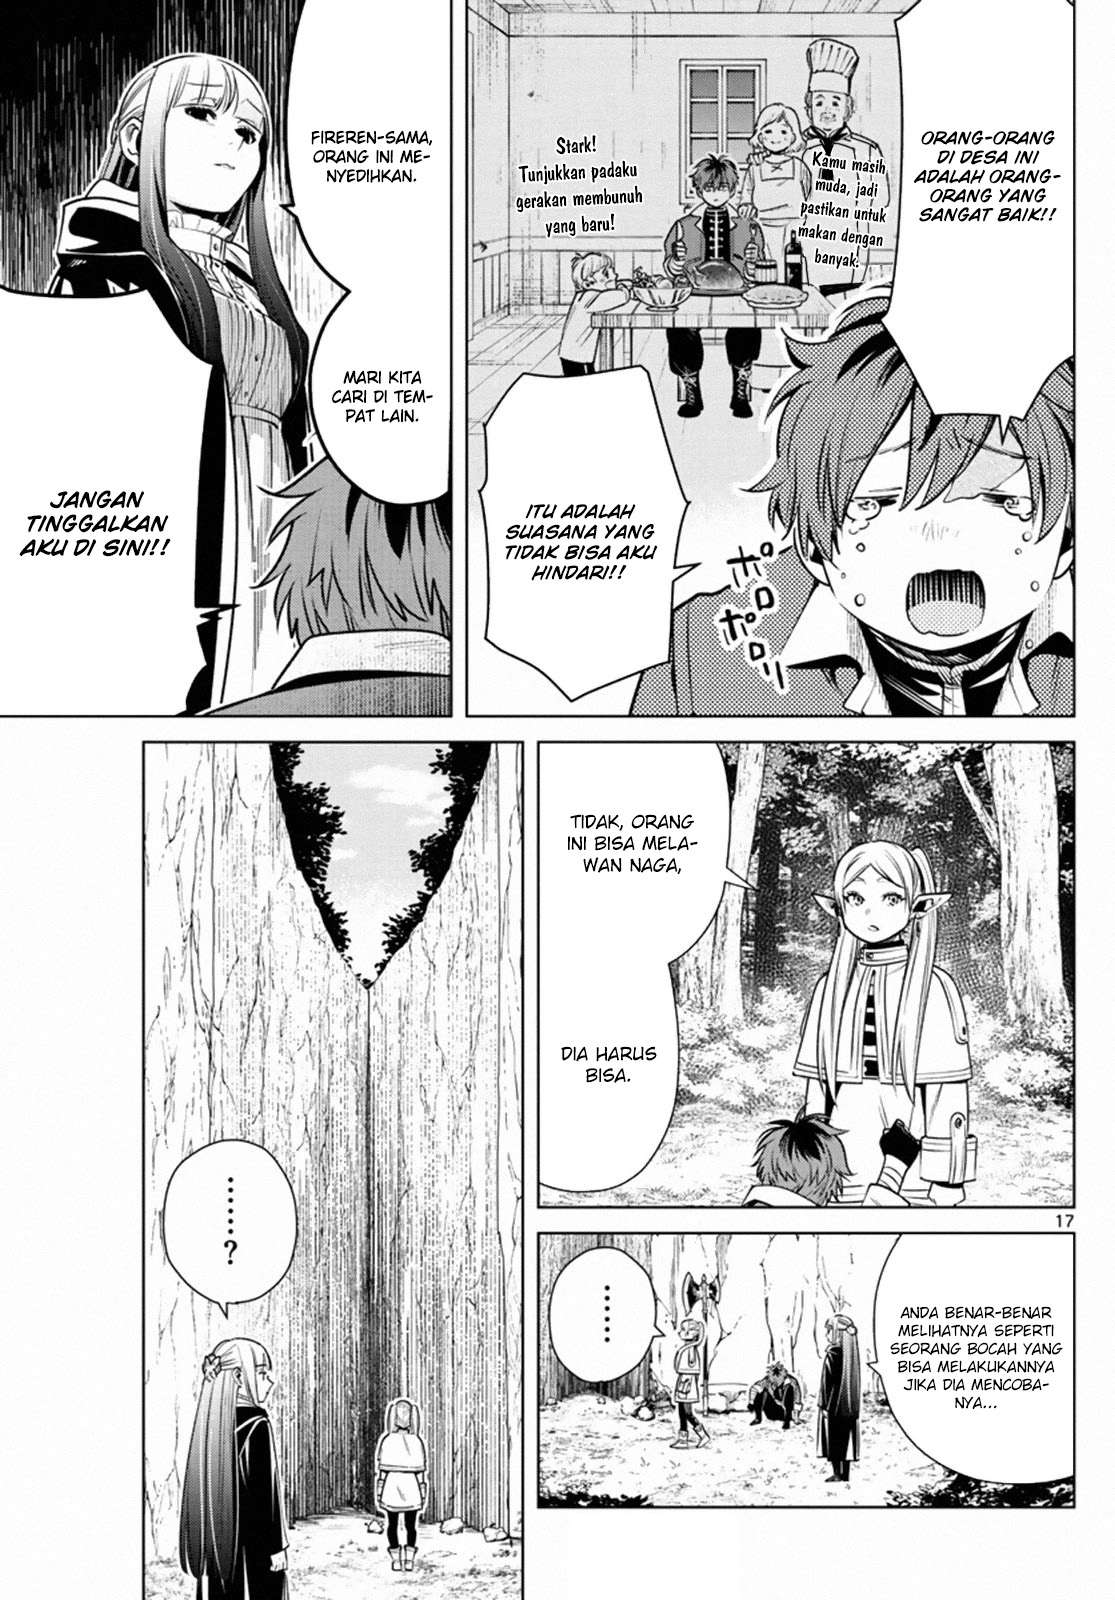 ORANG-ORANG
DI DESA INI
ADALAH ORANG-
ORANG YANG
SANGAT BAIK!!
Kamu masih
muda, jadi
pastikan untuk
makan dengan
banyak.
Stark!
Tunjukkan padaku
gerakan membunuh
yang baru!
ITU ADALAH
SUASANA YANG
TIDAK BISA AKU
HINDARI!!
ポロポロ
FIREREN-SAMA,
ORANG INI ME-
NYEDIHKAN.
MARI KITA
CARI DI TEM-
PAT LAIN.
JANGAN
TINGGALKAN
AKU DI SINI!!
TIDAK, ORANG
INI BISA MELA-
WAN NAGA,
DIA HARUS
BISA.
17
ANDA BENAR-BENAR
MELIHATNYA SEPERTI
SEORANG BOCAH YANG
BISA MELAKUKANNYA
JIKA DIA MENCOBA-
NYA...
......
......?